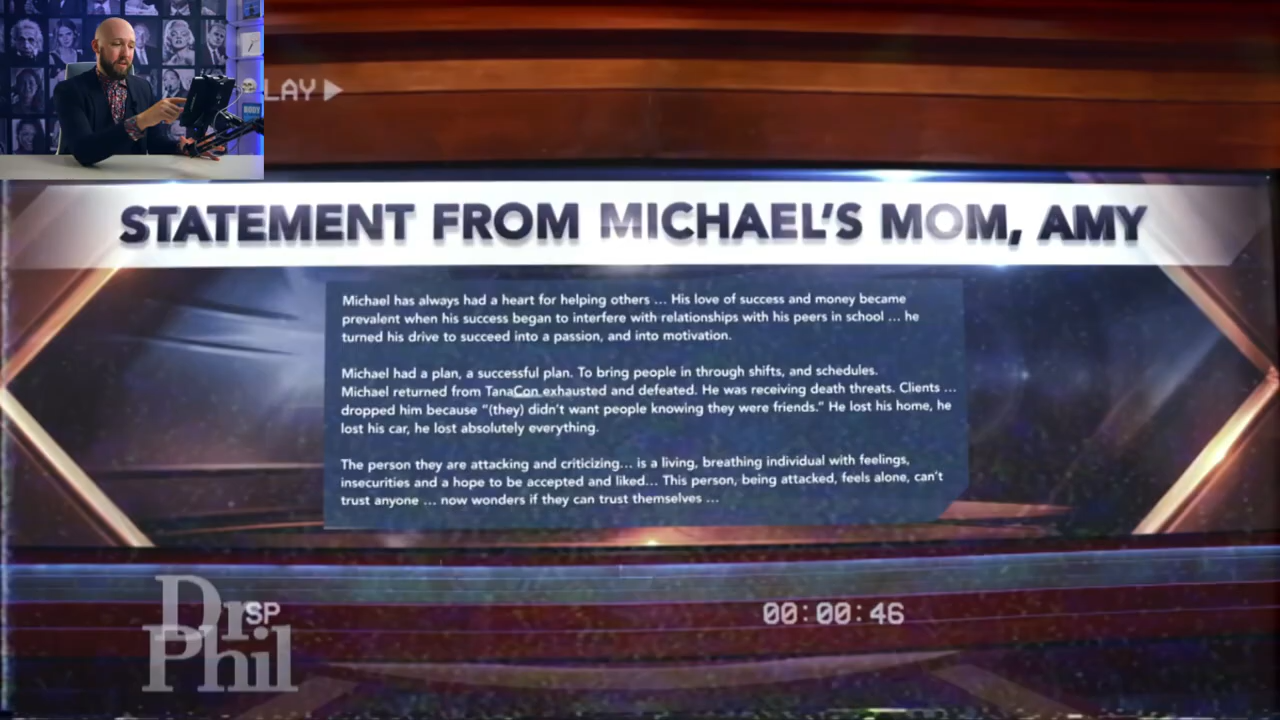 PLAY
BODY
STATEMENT FROM MICHAEL'S MOM, AMY
Michael has always had a heart for helping others ... His love of success and money became
prevalent when his success began to interfere with relationships with his peers in school ... he
turned his drive to succeed into a passion, and into motivation.
Michael had a plan, a successful plan. To bring people in through shifts, and schedules.
Michael returned from TanaCon exhausted and defeated. He was receiving death threats. Clients ...
dropped him because "(they) didn't want people knowing they were friends." He lost his home, he
lost his car, he lost absolutely everything.
The person they are attacking and criticizing... is a living, breathing individual with feelings,
insecurities and a hope to be accepted and liked... This person, being attacked, feels alone, can't
trust anyone ... now wonders if they can trust themselves ...
Dr. Phil
SP
00:00:46